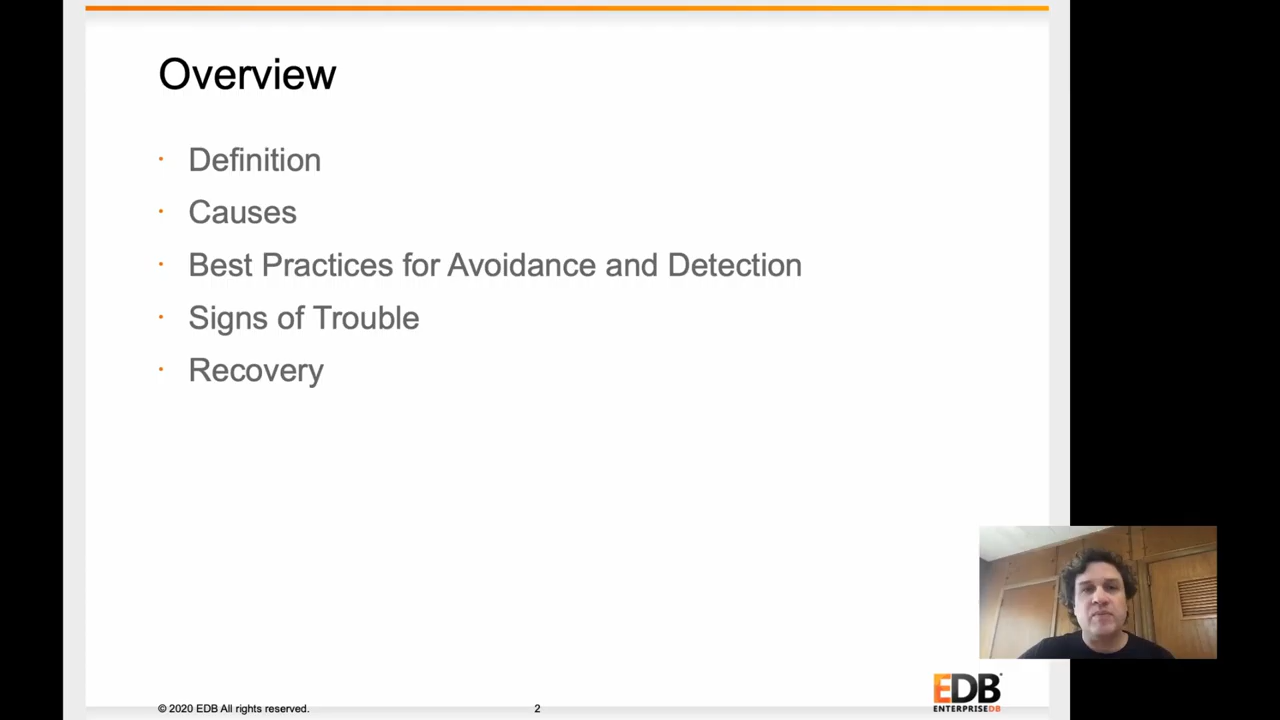 Overview
· Definition
· Causes
· Best Practices for Avoidance and Detection
· Signs of Trouble
· Recovery
EDB
ENTERPRISEDB
© 2020 EDB All rights reserved.
2